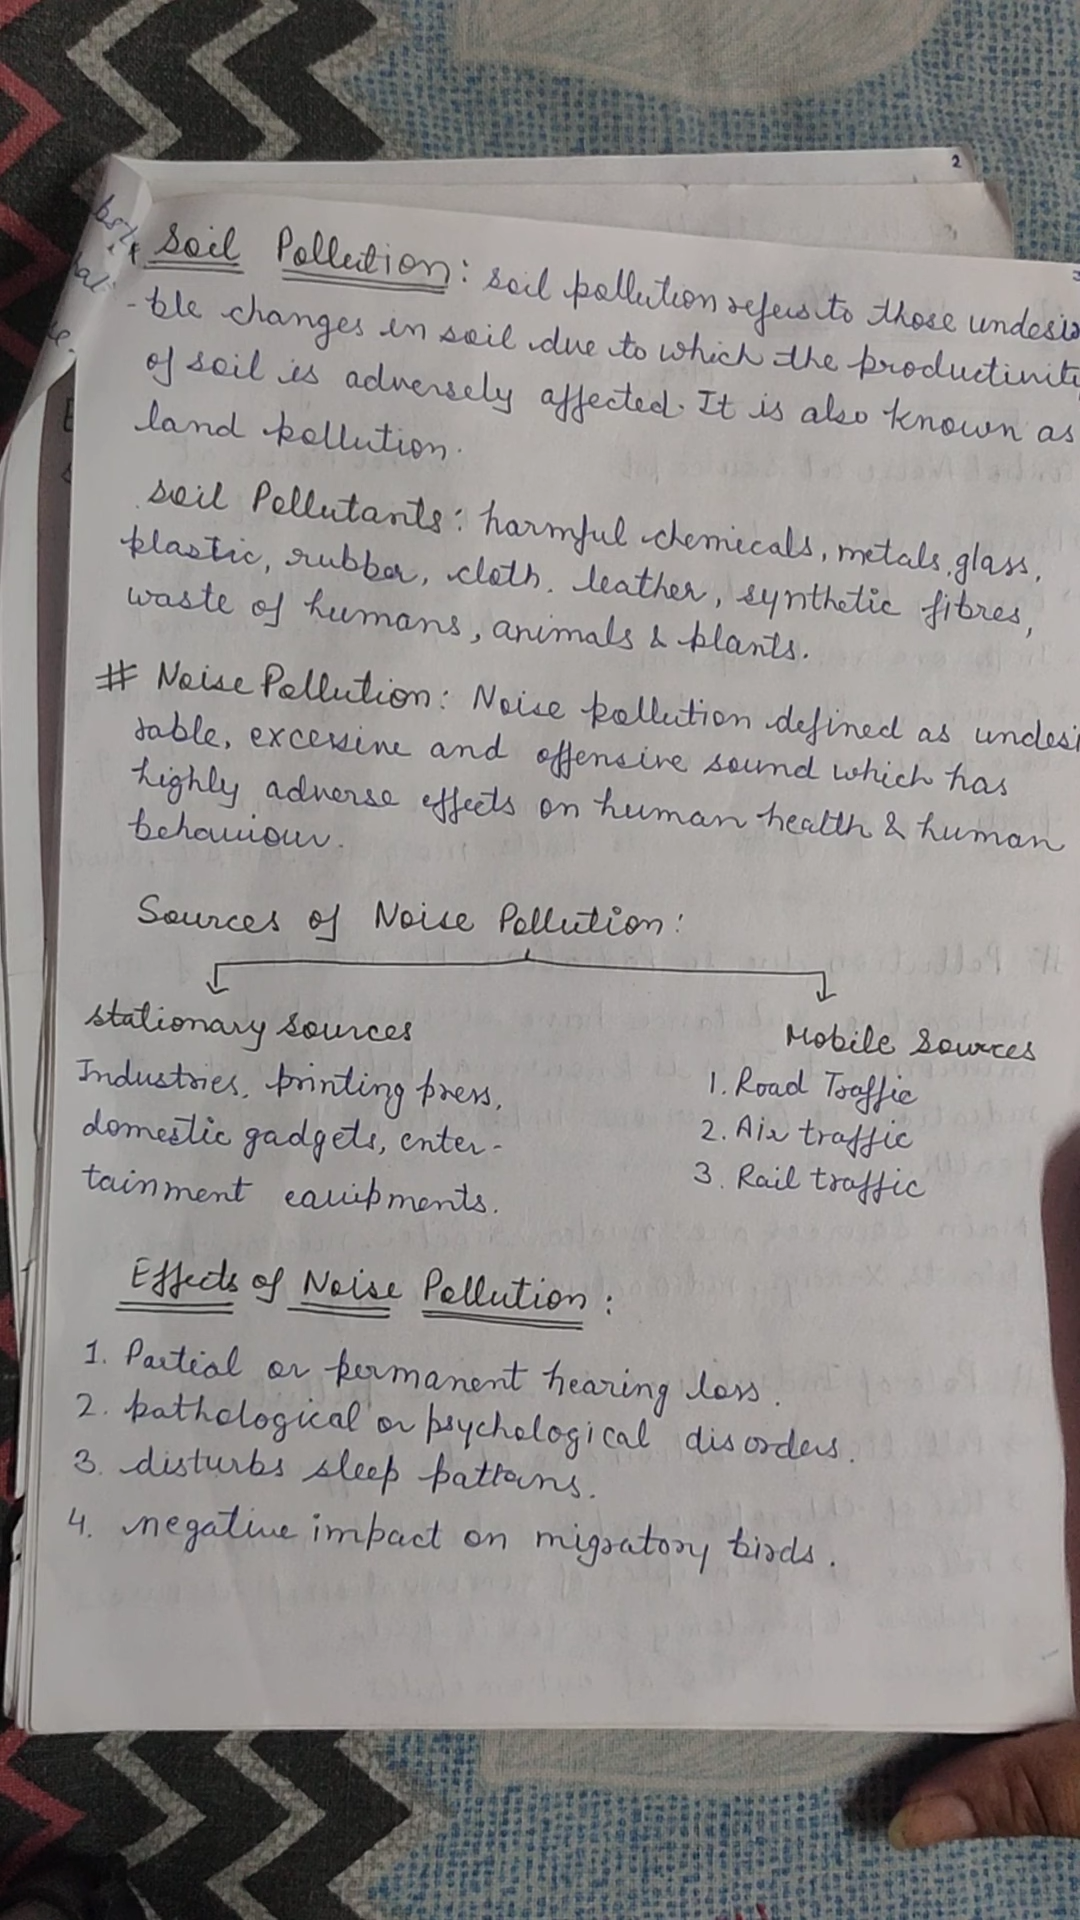 2
* Soil Pollution: soil pollution refers to those undesir
-ble changes in soil due to which the productivity
of soil is adversely affected. It is also known as
land pollution.
soil Pollutants: harmful chemicals, metals, glass,
plastic, rubber, cloth, leather, synthetic fibres,
waste of humans, animals & plants.
# Noise Pollution: Noise pollution defined as undesi
rable, excessive and offensive sound which has
highly adverse effects on human health & human
behaviour.
Sources of Noise Pollution:
stationary sources
Mobile Sources
Industries, printing press,
domestic gadgets, enter-
tainment equipments.
1. Road Traffic
2. Air traffic
3. Rail traffic
Effects of Noise Pollution:
1. Partial or permanent hearing loss.
2. pathological or psychological disorders.
3. disturbs sleep patterns.
4. negative impact on migratory birds.